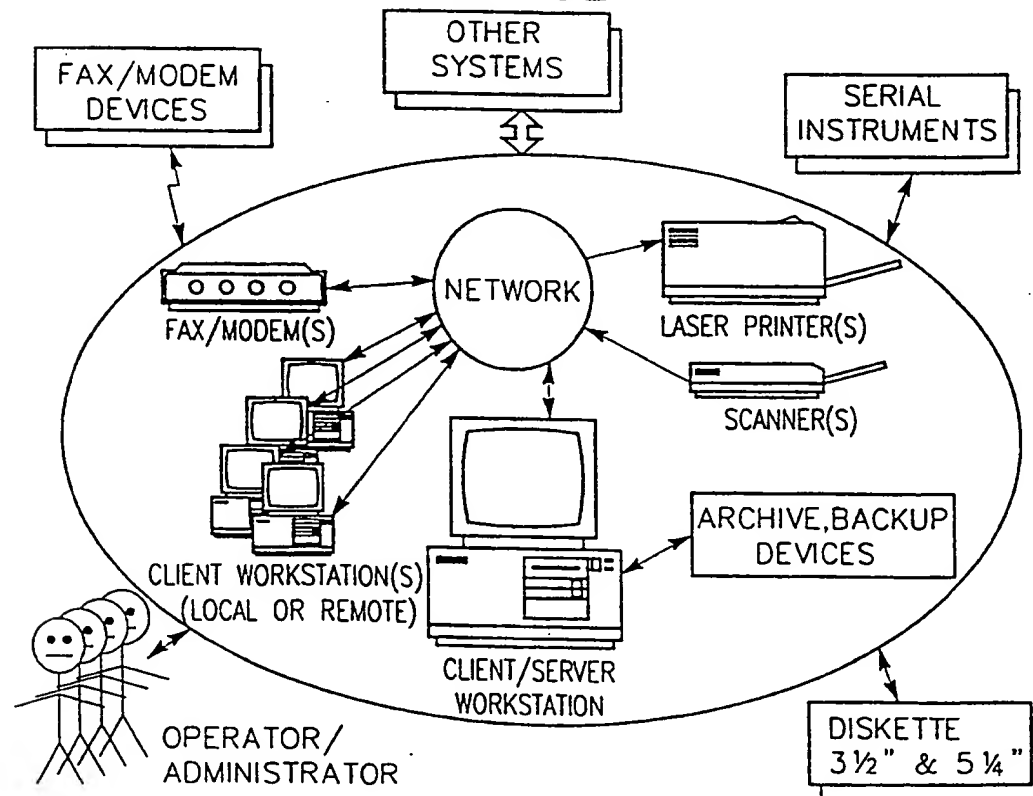 OTHER
SYSTEMS
FAX/MODEM
DEVICES
SERIAL
INSTRUMENTS
NETWORK
FAX/MODEM(S)
LASER PRINTER(S)
SCANNER(S)
ARCHIVE,BACKUP
DEVICES
CLIENT WORKSTATION(S)
(LOCAL OR REMOTE)
CLIENT/SERVER
WORKSTATION
OPERATOR/
ADMINISTRATOR
DISKETTE
3½" & 5¼"